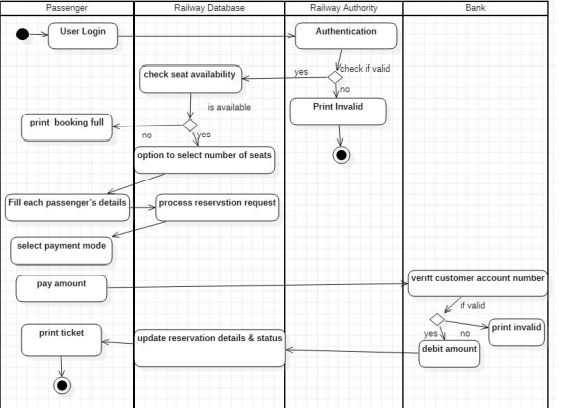 Passenger
Railway Database
Railway Authority
Bank
User Login
Authentication
check if valid
yes
no
check seat availability
Print Invalid
is available
print booking full
no
yes
option to select number of seats
Fill each passenger's details
process reservstion request
select payment mode
pay amount
veritt customer account number
if valid
print ticket
update reservation details & status
yes
no
print invalid
debit amount